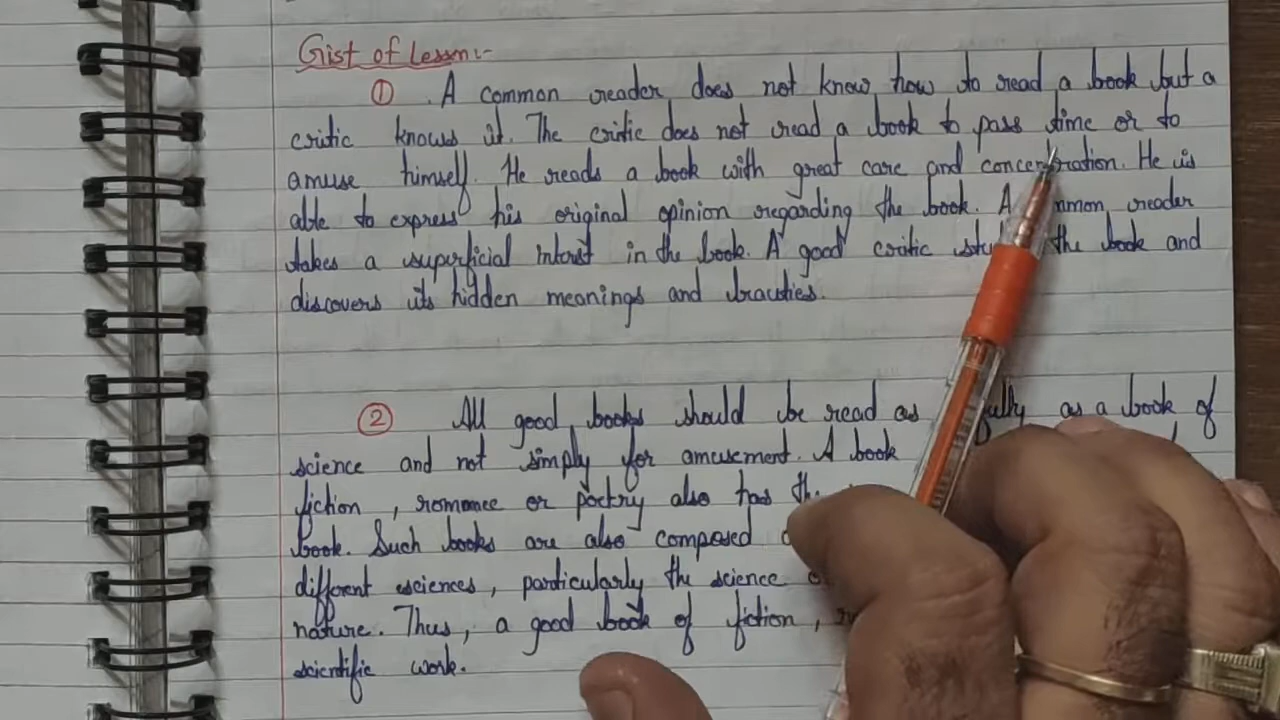 Gist of Lesson:-
① A common reader does not know how to read a book but a
critic knows it. The critic does not read a book to pass time or to
amuse himself. He reads a book with great care and concentration. He is
able to express his original opinion regarding the book. A mmon reader
takes a superficial interest in the book. A good critic stu the book and
discovers its hidden meanings and beauties.
② All good books should be read as fully as a book of
science and not simply for amusement. A book
fiction, romance or poetry also has the
book. Such books are also composed
different sciences, particularly the science
nature. Thus, a good book of fiction,
scientific work.